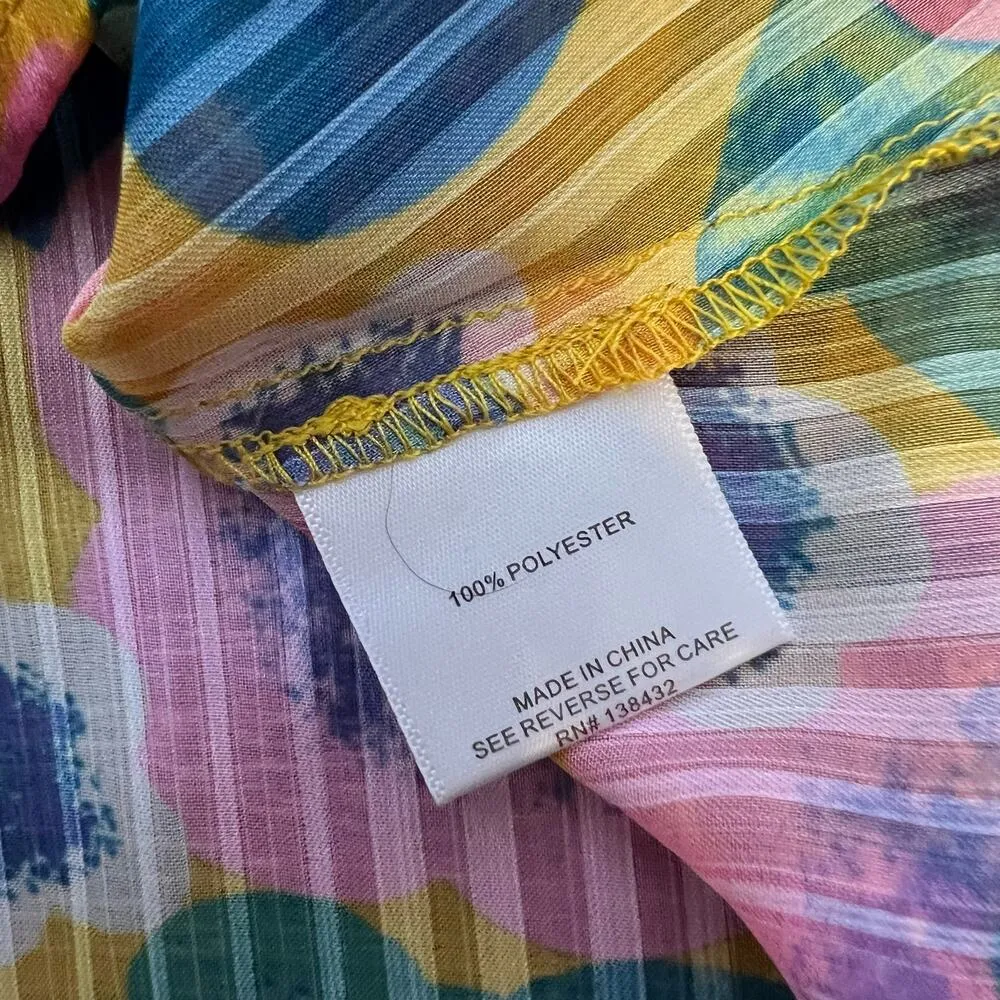 100% POLYESTER
MADE IN CHINA
SEE REVERSE FOR CARE
RN# 138432